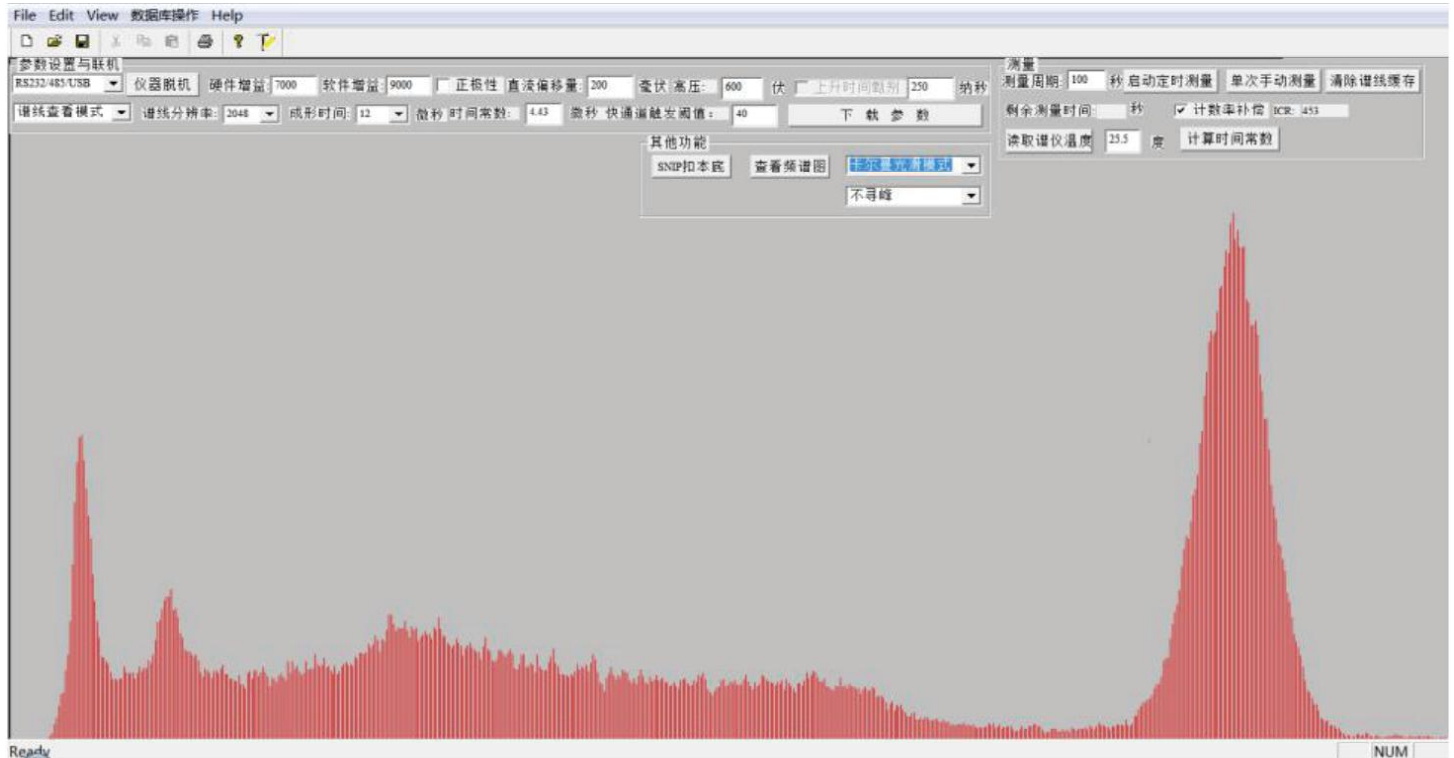 File Edit View 数据库操作 Help
参数设置与联机
RS232/485/USB 仪器脱机 硬件增益: 7000 软件增益: 9000 正极性 直流偏移量: 200 毫伏 高压: 600 伏 上升时间甄别 250 纳秒
谱线查看模式 谱线分辨率: 2048 成形时间: 12 微秒 时间常数: 4.43 微秒 快通道触发阈值: 40 下 载 参 数
测量
测量周期: 100 秒 启动定时测量 单次手动测量 清除谱线缓存
剩余测量时间: 秒 计数率补偿 ICR: 453
读取谱仪温度 25.5 度 计算时间常数
其他功能
SNIP扣本底 查看频谱图 卡尔曼光滑模式
不寻峰
Ready NUM